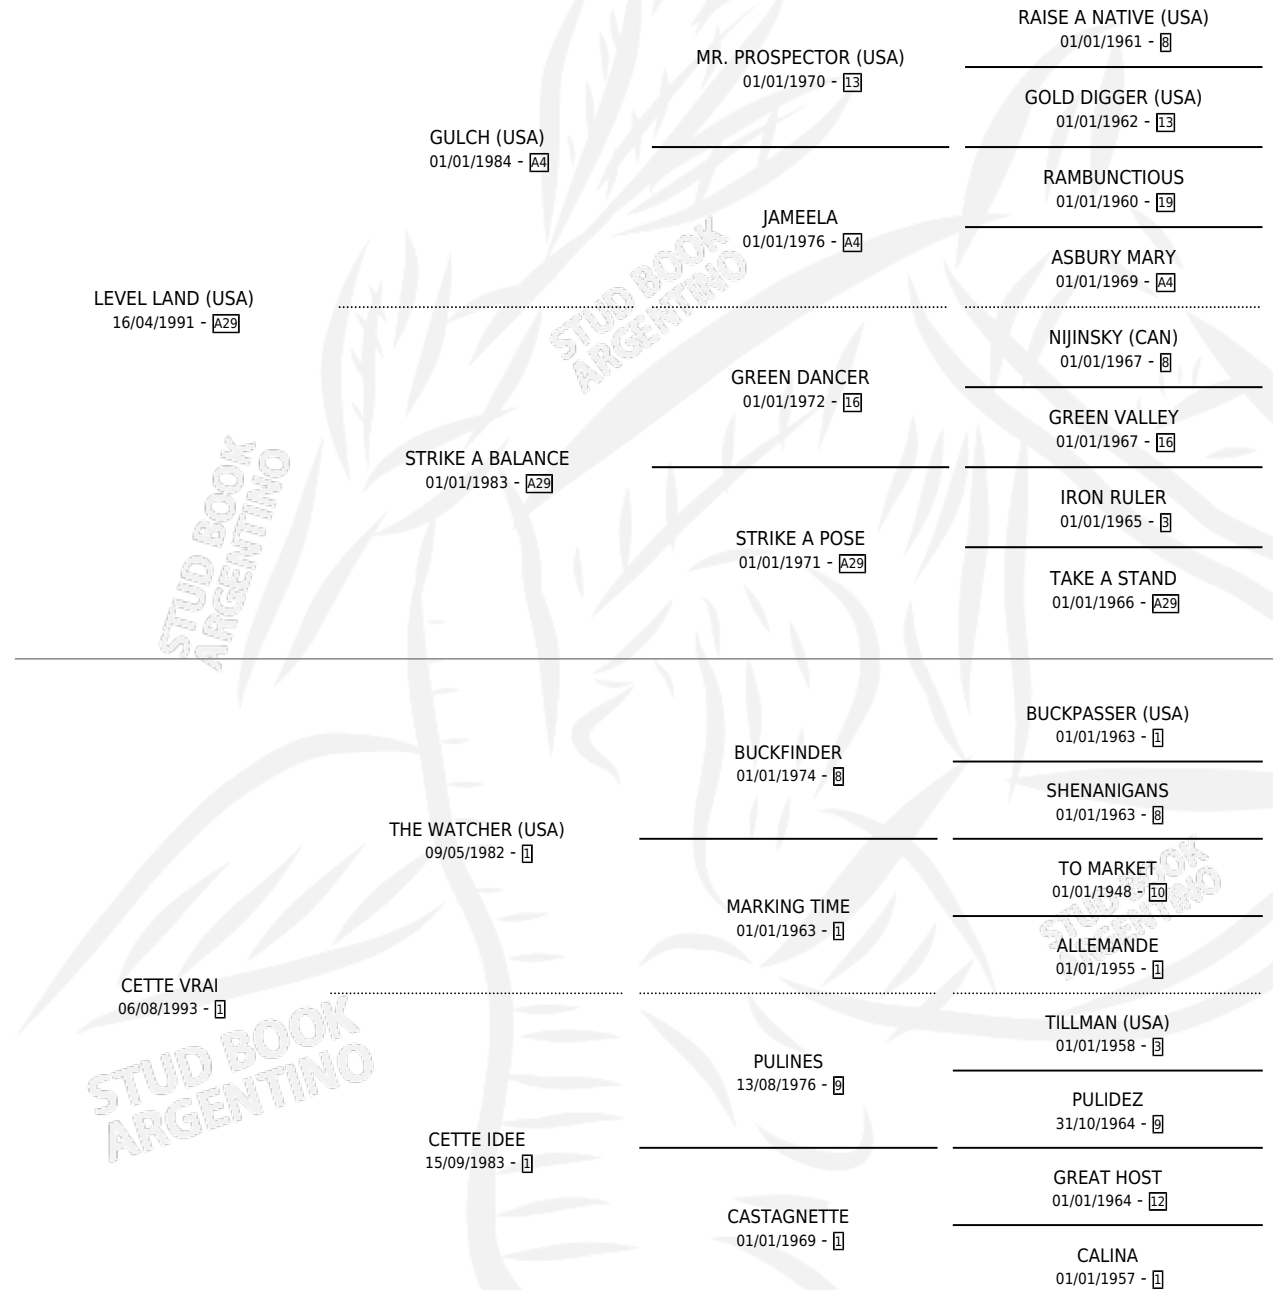 RAISE A NATIVE (USA)
01/01/1961 - 8
MR. PROSPECTOR (USA)
01/01/1970 - 13
GOLD DIGGER (USA)
01/01/1962 - 13
GULCH (USA)
01/01/1984 - A4
RAMBUNCTIOUS
01/01/1960 - 19
JAMEELA
01/01/1976 - A4
ASBURY MARY
01/01/1969 - A4
LEVEL LAND (USA)
16/04/1991 - A29
NIJINSKY (CAN)
01/01/1967 - 8
GREEN DANCER
01/01/1972 - 16
GREEN VALLEY
01/01/1967 - 16
STRIKE A BALANCE
01/01/1983 - A29
IRON RULER
01/01/1965 - 3
STRIKE A POSE
01/01/1971 - A29
TAKE A STAND
01/01/1966 - A29
BUCKPASSER (USA)
01/01/1963 - 1
BUCKFINDER
01/01/1974 - 8
SHENANIGANS
01/01/1963 - 8
THE WATCHER (USA)
09/05/1982 - 1
TO MARKET
01/01/1948 - 10
MARKING TIME
01/01/1963 - 1
ALLEMANDE
01/01/1955 - 1
CETTE VRAI
06/08/1993 - 1
TILLMAN (USA)
01/01/1958 - 3
PULINES
13/08/1976 - 9
PULIDEZ
31/10/1964 - 9
CETTE IDEE
15/09/1983 - 1
GREAT HOST
01/01/1964 - 12
CASTAGNETTE
01/01/1969 - 1
CALINA
01/01/1957 - 1
STUD BOOK
ARGENTINO
STUD BOOK
ARGENTINO
STUD BOOK
ARGENTINO
STUD BOOK
ARGENTINO